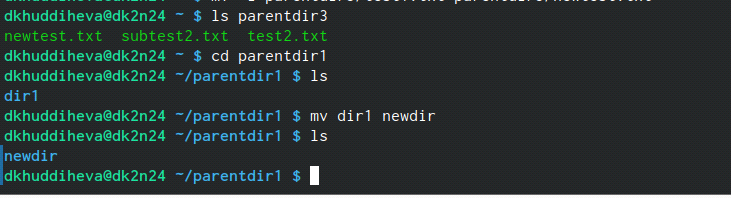 dkhuddiheva@dk2n24 ~ $ ls parentdir3
newtest.txt  subtest2.txt  test2.txt
dkhuddiheva@dk2n24 ~ $ cd parentdir1
dkhuddiheva@dk2n24 ~/parentdir1 $ ls
dir1
dkhuddiheva@dk2n24 ~/parentdir1 $ mv dir1 newdir
dkhuddiheva@dk2n24 ~/parentdir1 $ ls
newdir
dkhuddiheva@dk2n24 ~/parentdir1 $